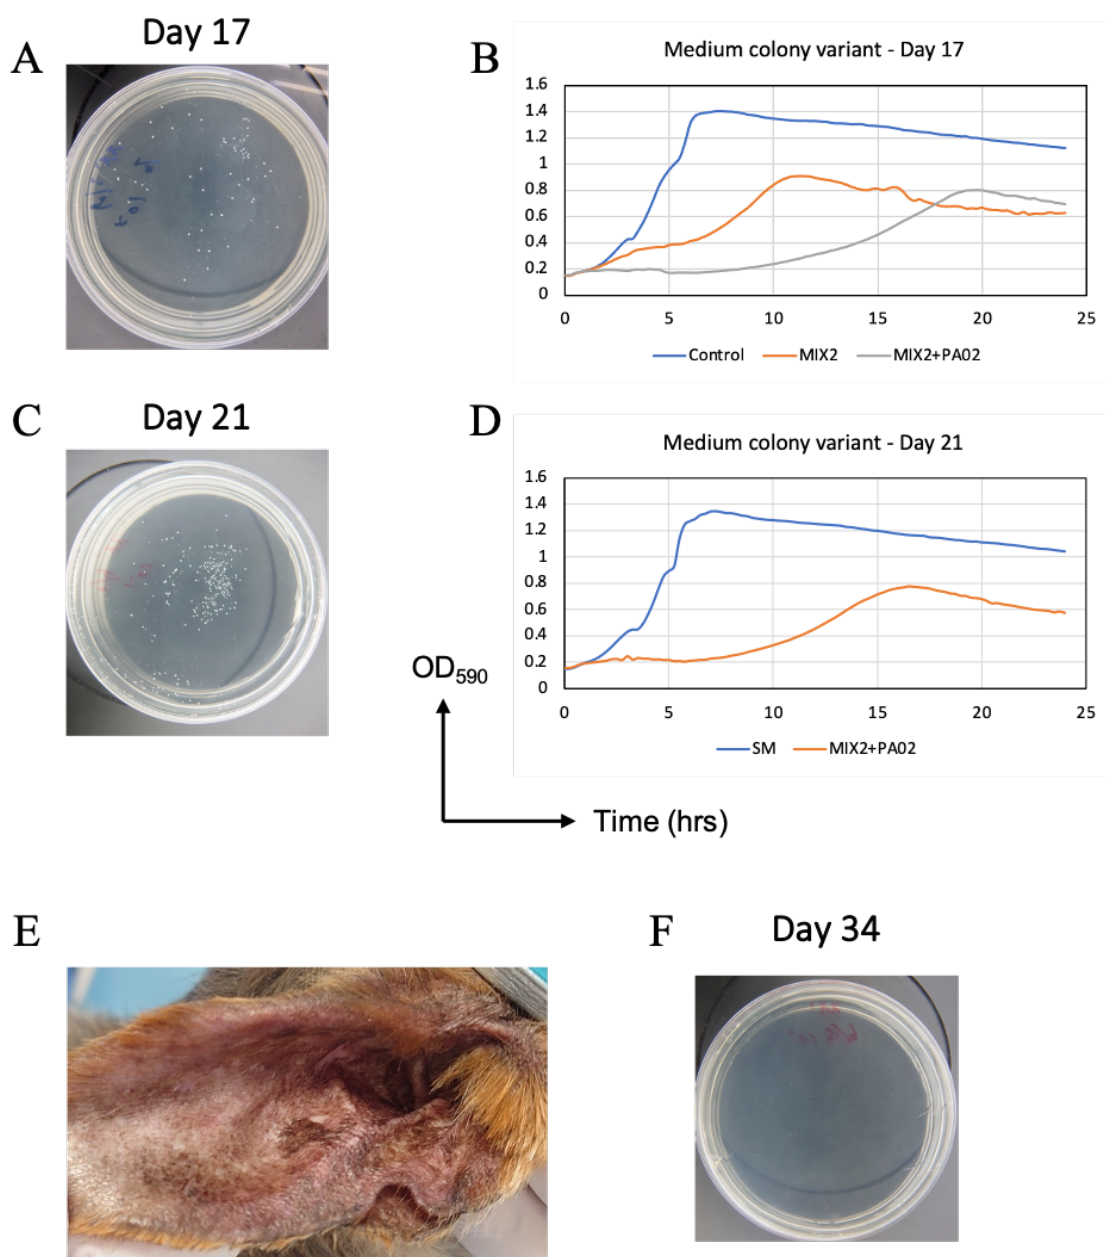 A
Day 17
B
Medium colony variant - Day 17
1.6
1.4
1.2
1
0.8
0.6
0.4
0.2
0
0 5 10 15 20 25
Control MIX2 MIX2+PA02
C
Day 21
D
Medium colony variant - Day 21
1.6
1.4
1.2
1
0.8
0.6
0.4
0.2
0
0 5 10 15 20 25
SM MIX2+PA02
OD590
Time (hrs)
E
F
Day 34